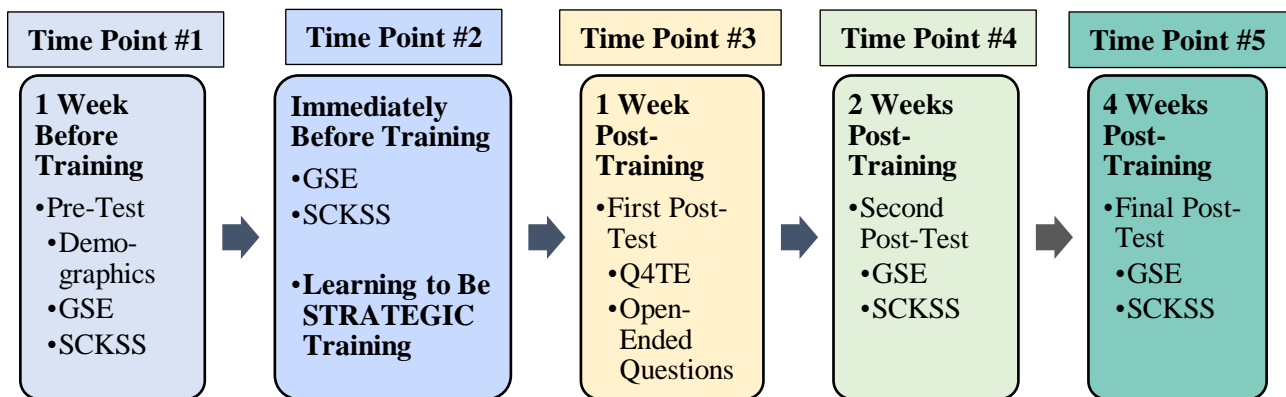 Time Point #1
1 Week
Before
Training
•Pre-Test
•Demo-
graphics
•GSE
•SCKSS
Time Point #2
Immediately
Before Training
•GSE
•SCKSS
•Learning to Be
STRATEGIC
Training
Time Point #3
1 Week
Post-
Training
•First Post-
Test
•Q4TE
•Open-
Ended
Questions
Time Point #4
2 Weeks
Post-
Training
•Second
Post-Test
•GSE
•SCKSS
Time Point #5
4 Weeks
Post-
Training
•Final Post-
Test
•GSE
•SCKSS